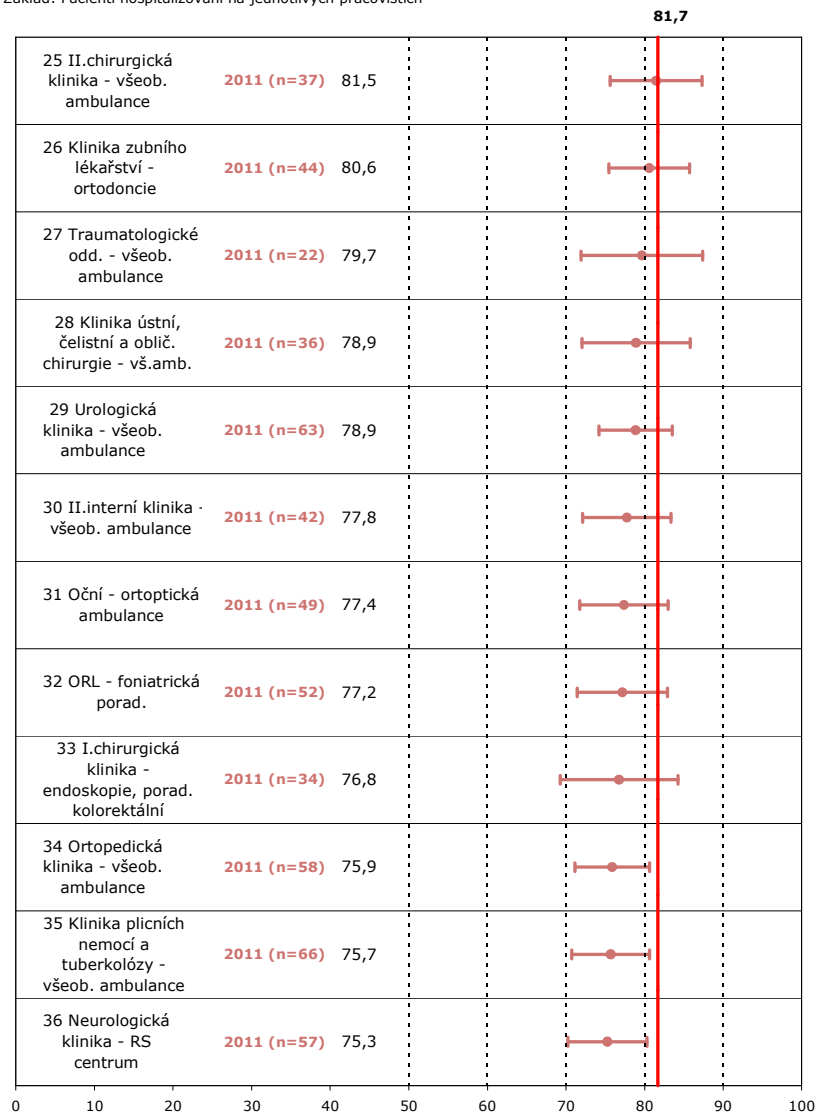 Základ: Pacienti hospitalizovaní na jednotlivých pracovištích
81,7
25 II.chirurgická
klinika - všeob.
ambulance
2011 (n=37) 81,5
26 Klinika zubního
lékařství -
ortodoncie
2011 (n=44) 80,6
27 Traumatologické
odd. - všeob.
ambulance
2011 (n=22) 79,7
28 Klinika ústní,
čelistní a oblič.
chirurgie - vš.amb.
2011 (n=36) 78,9
29 Urologická
klinika - všeob.
ambulance
2011 (n=63) 78,9
30 II.interní klinika -
všeob. ambulance
2011 (n=42) 77,8
31 Oční - ortoptická
ambulance
2011 (n=49) 77,4
32 ORL - foniatrická
porad.
2011 (n=52) 77,2
33 I.chirurgická
klinika -
endoskopie, porad.
kolorektální
2011 (n=34) 76,8
34 Ortopedická
klinika - všeob.
ambulance
2011 (n=58) 75,9
35 Klinika plicních
nemocí a
tuberkolózy -
všeob. ambulance
2011 (n=66) 75,7
36 Neurologická
klinika - RS
centrum
2011 (n=57) 75,3
0 10 20 30 40 50 60 70 80 90 100